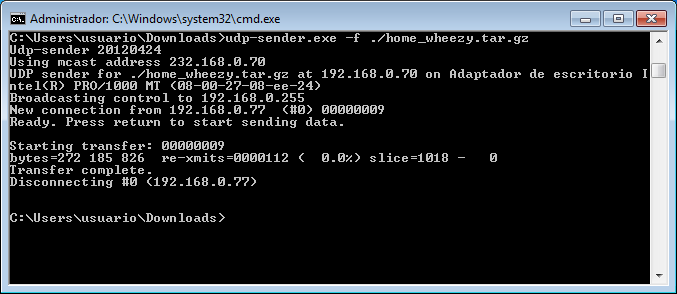 Administrador: C:\Windows\system32\cmd.exe
C:\Users\usuario\Downloads>udp-sender.exe -f ./home_wheezy.tar.gz
Udp-sender 20120424
Using mcast address 232.168.0.70
UDP sender for ./home_wheezy.tar.gz at 192.168.0.70 on Adaptador de escritorio I
ntel(R) PRO/1000 MT (08-00-27-08-ee-24)
Broadcasting control to 192.168.0.255
New connection from 192.168.0.77  (#0) 00000009
Ready. Press return to start sending data.
Starting transfer: 00000009
bytes=272 185 826  re-xmits=0000112 (  0.0%) slice=1018 -   0
Transfer complete.
Disconnecting #0 (192.168.0.77)
C:\Users\usuario\Downloads>